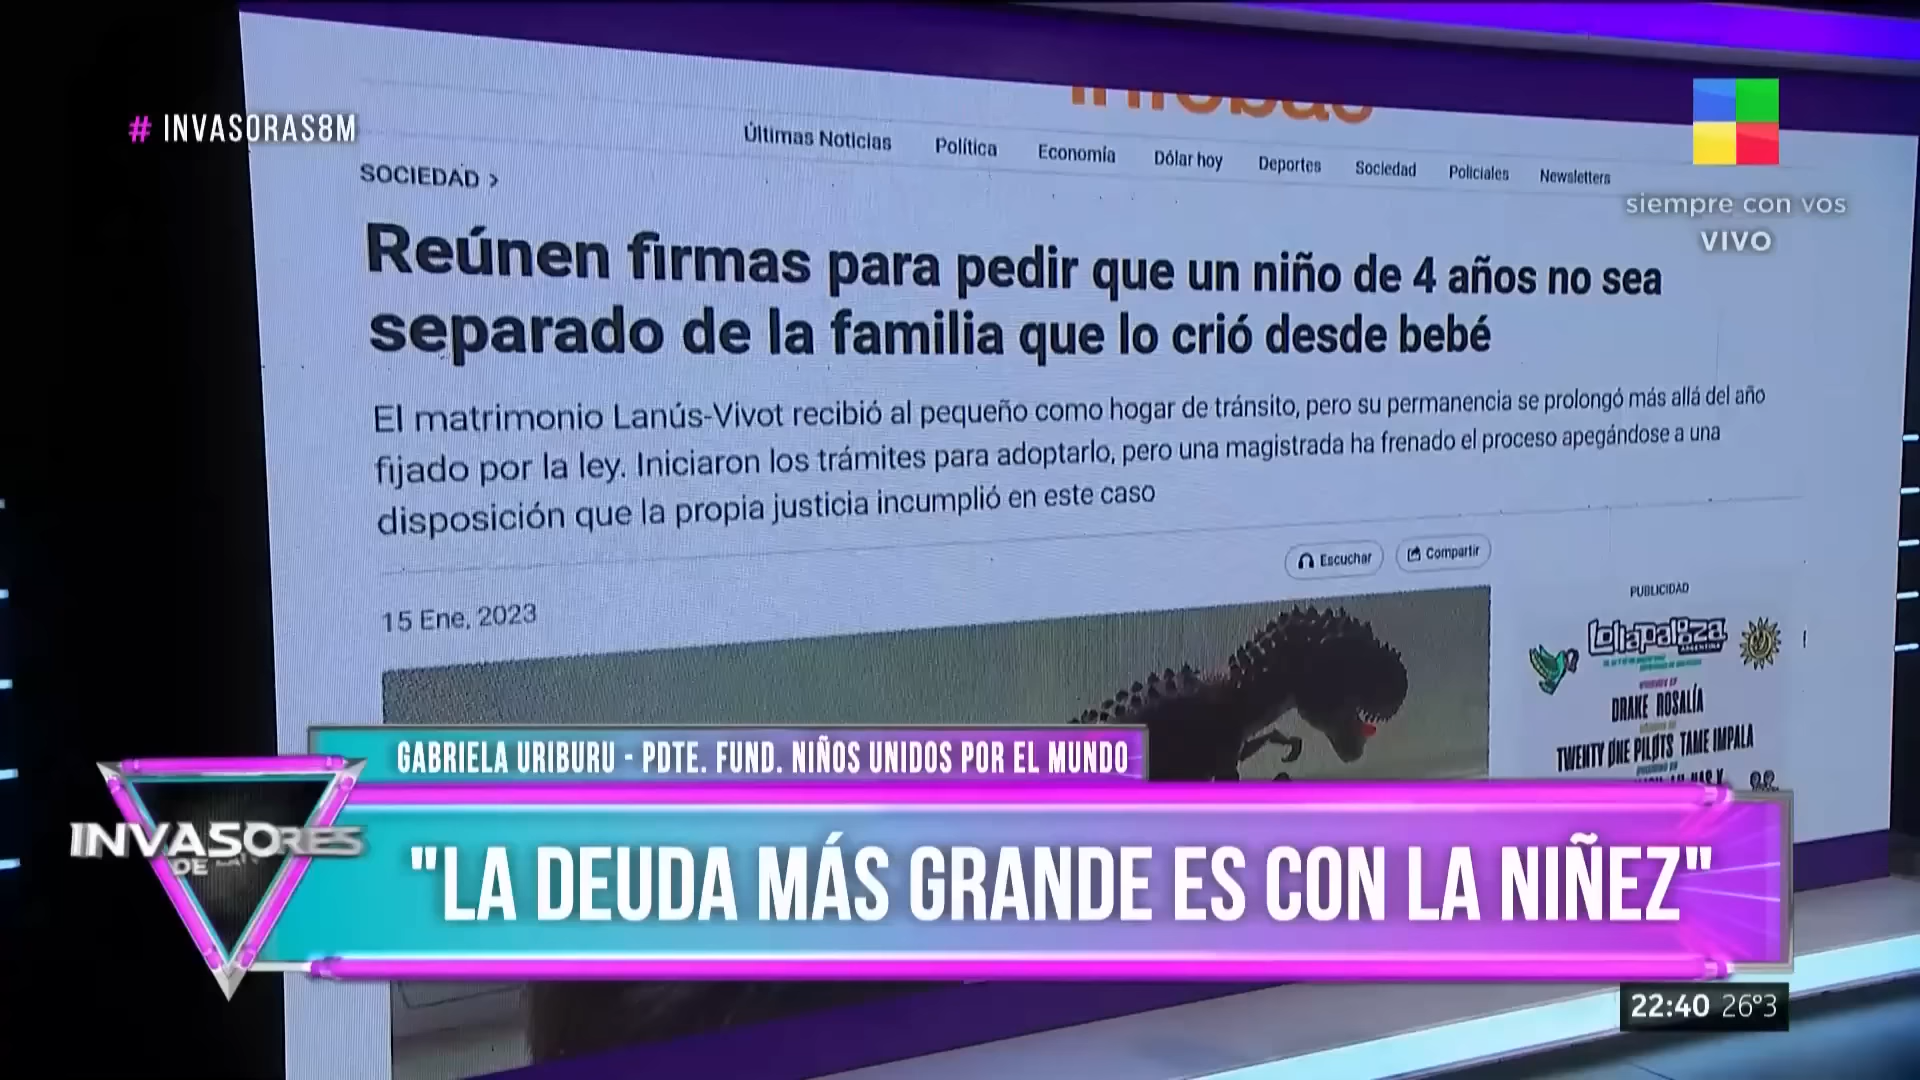 # INVASORAS8M
siempre con vos
VIVO
Últimas Noticias Política Economía Dólar hoy Deportes Sociedad Policiales Newsletters
SOCIEDAD >
Reúnen firmas para pedir que un niño de 4 años no sea
separado de la familia que lo crió desde bebé
El matrimonio Lanús-Vivot recibió al pequeño como hogar de tránsito, pero su permanencia se prolongó más allá del año
fijado por la ley. Iniciaron los trámites para adoptarlo, pero una magistrada ha frenado el proceso apegándose a una
disposición que la propia justicia incumplió en este caso
Escuchar Compartir
15 Ene, 2023
PUBLICIDAD
Lollapalooza
ARGENTINA
DRAKE ROSALÍA
TWENTY ØNE PILØTS TAME IMPALA
GABRIELA URIBURU - PDTE. FUND. NIÑOS UNIDOS POR EL MUNDO
INVASORES
DE
"LA DEUDA MÁS GRANDE ES CON LA NIÑEZ"
22:40 26°3